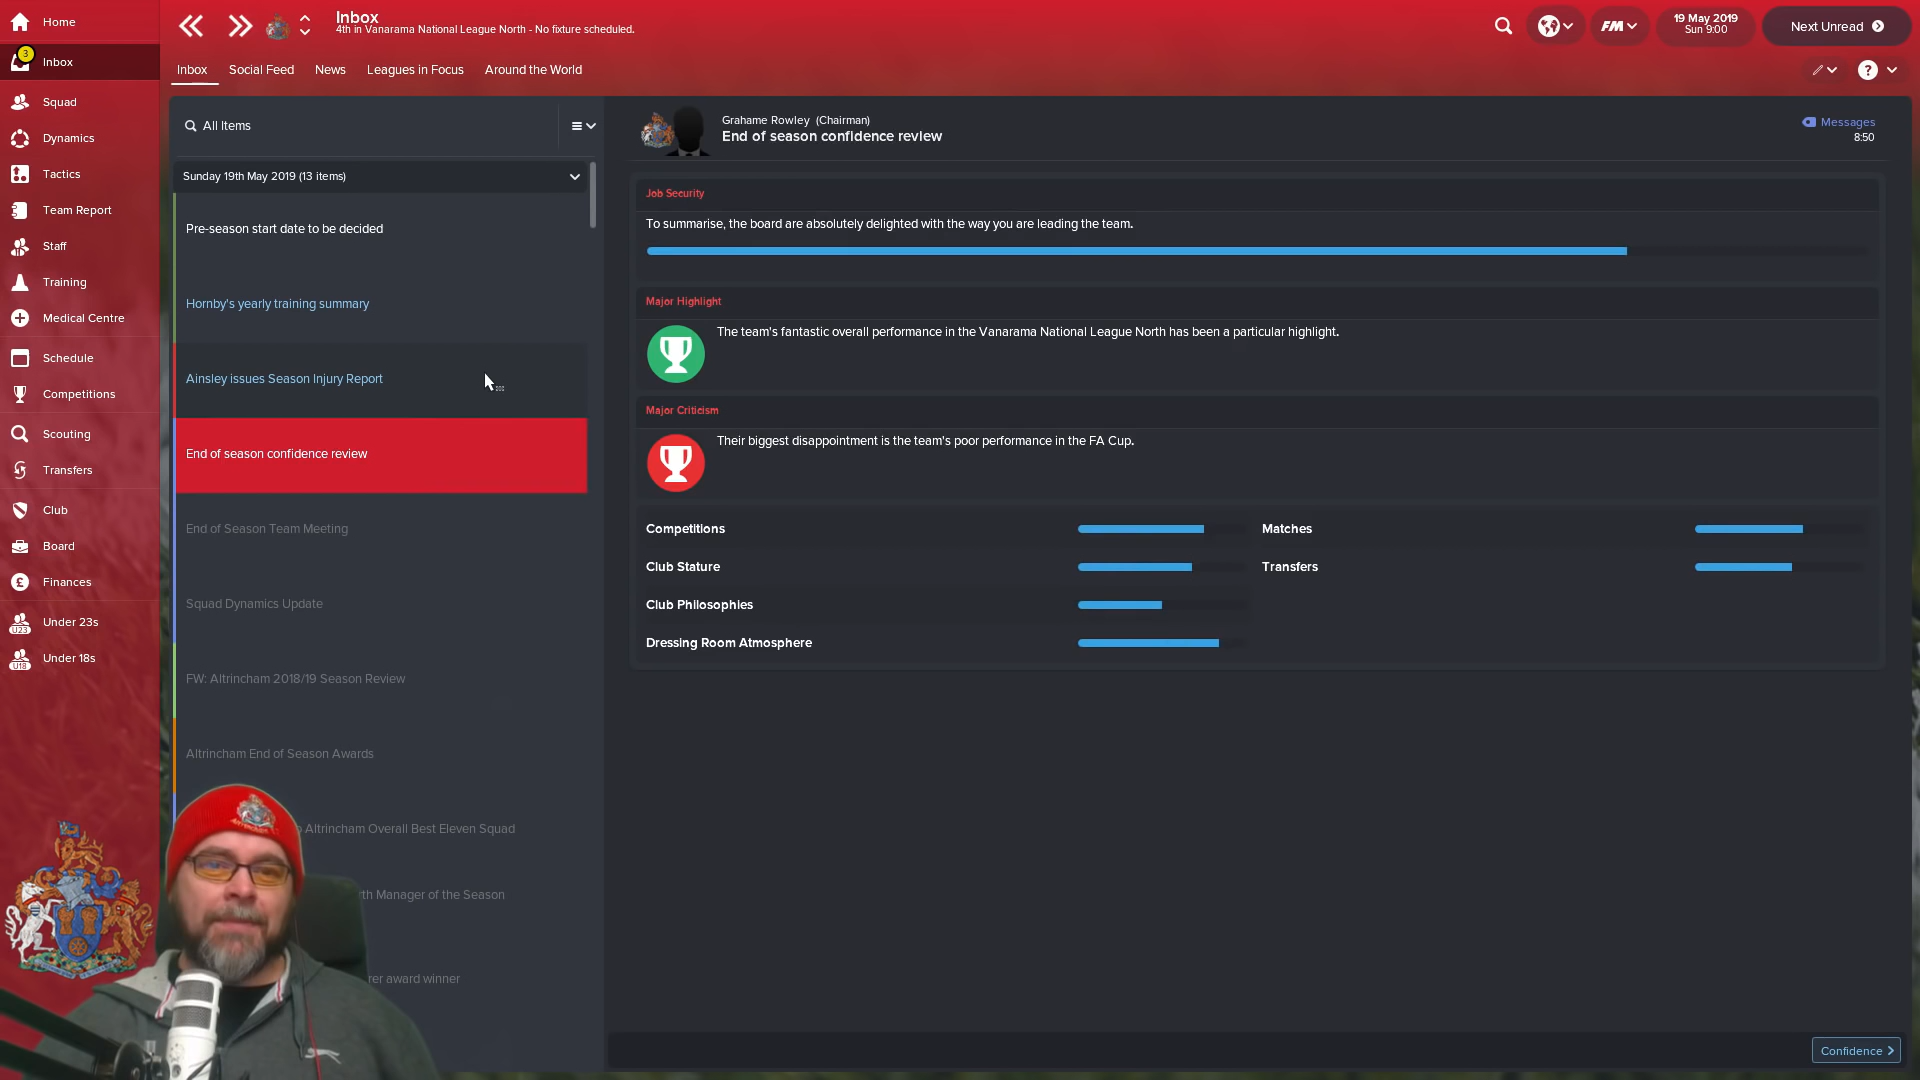 Home
3
Inbox
Squad
Dynamics
Tactics
Team Report
Staff
Training
Medical Centre
Schedule
Competitions
Scouting
Transfers
Club
Board
Finances
U23
Under 23s
U18
Under 18s
Inbox
4th in Vanarama National League North - No fixture scheduled.
FM
19 May 2019
Sun 9:00
Next Unread
Inbox
Social Feed
News
Leagues in Focus
Around the World
?
All Items
Sunday 19th May 2019 (13 items)
Pre-season start date to be decided
Hornby's yearly training summary
Ainsley issues Season Injury Report
End of season confidence review
End of Season Team Meeting
Squad Dynamics Update
FW: Altrincham 2018/19 Season Review
Altrincham End of Season Awards
Altrincham Overall Best Eleven Squad
Manager of the Season
award winner
Grahame Rowley (Chairman)
End of season confidence review
Messages
8:50
Job Security
To summarise, the board are absolutely delighted with the way you are leading the team.
Major Highlight
The team's fantastic overall performance in the Vanarama National League North has been a particular highlight.
Major Criticism
Their biggest disappointment is the team's poor performance in the FA Cup.
Competitions
Matches
Club Stature
Transfers
Club Philosophies
Dressing Room Atmosphere
Confidence